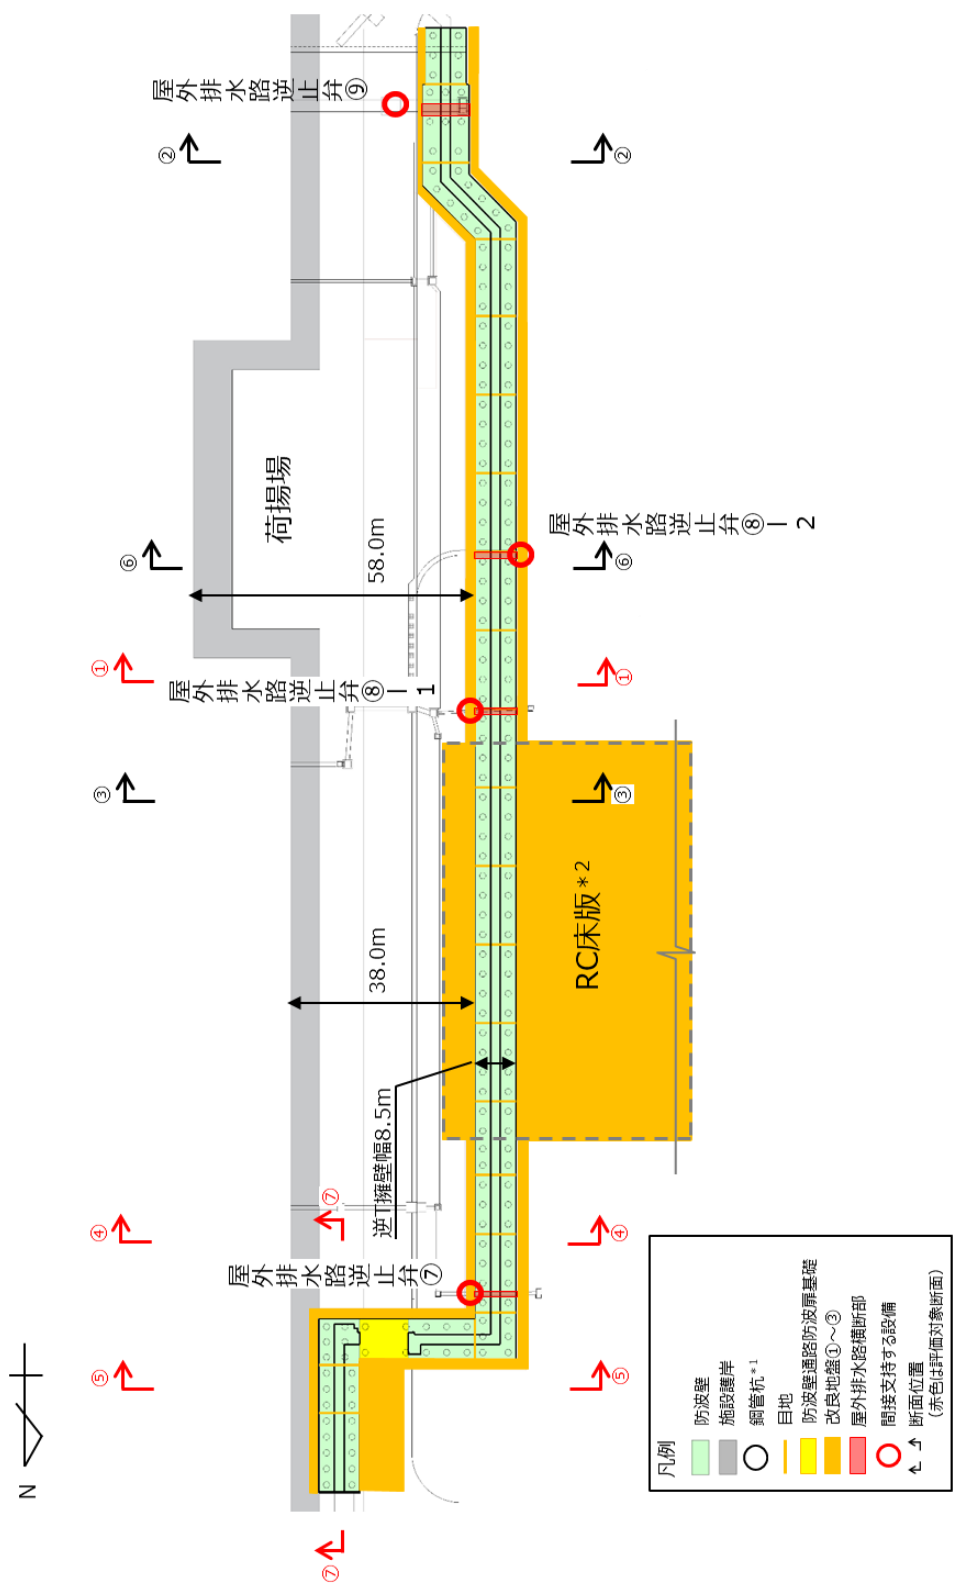 屋外排水路逆止弁⑨
②
②
荷揚場
58.0m
屋外排水路逆止弁⑧ー2
⑥
⑥
①
①
屋外排水路逆止弁⑧ー1
③
③
RC床版*2
38.0m
逆T擁壁幅8.5m
④
⑦
④
屋外排水路逆止弁⑦
⑤
⑤
N
⑦
凡例
防波壁
施設護岸
鋼管杭*1
目地
防波壁通路防波扉基礎
改良地盤①~③
屋外排水路横断部
間接支持する設備
断面位置
(赤色は評価対象断面)